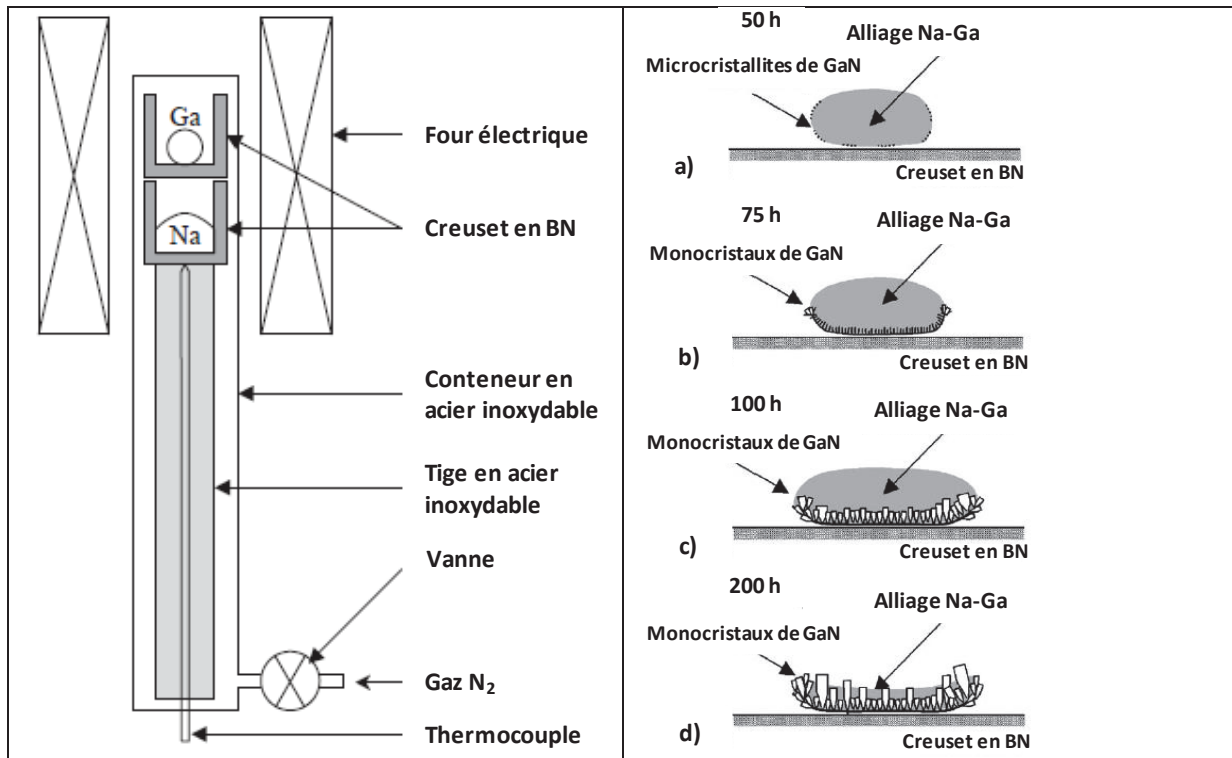 Ga
Na
Four électrique
Creuset en BN
Conteneur en
acier inoxydable
Tige en acier
inoxydable
Vanne
Gaz N₂
Thermocouple
50 h
Alliage Na-Ga
Microcristallites de GaN
Creuset en BN
a)
75 h
Alliage Na-Ga
Monocristaux de GaN
Creuset en BN
b)
100 h
Alliage Na-Ga
Monocristaux de GaN
c)
Creuset en BN
200 h
Alliage Na-Ga
Monocristaux de GaN
d)
Creuset en BN